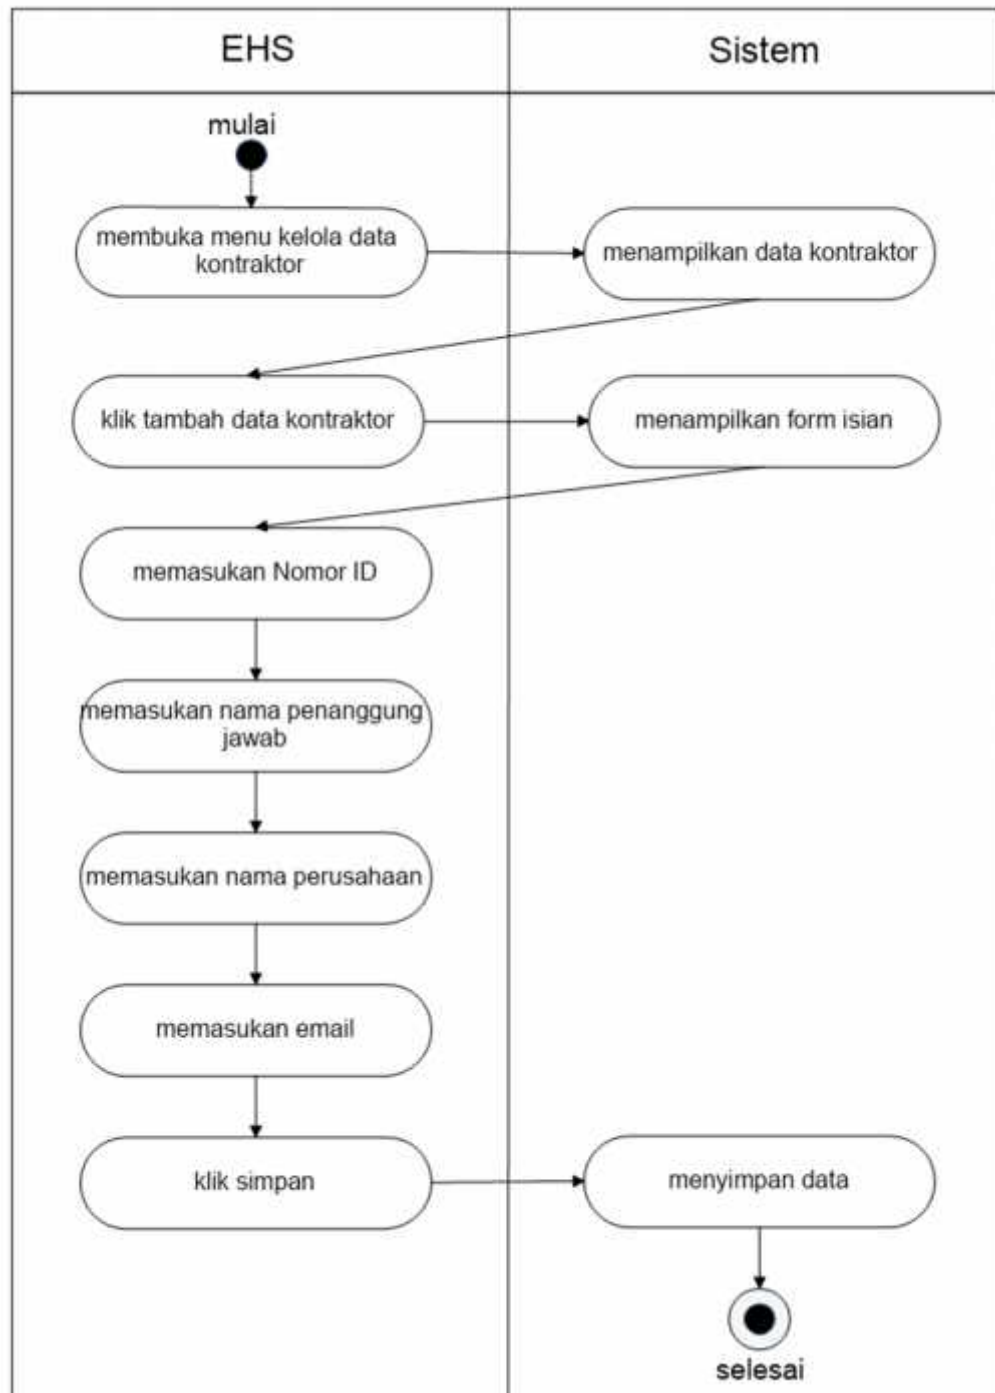 EHS
Sistem
mulai
membuka menu kelola data
kontraktor
menampilkan data kontraktor
klik tambah data kontraktor
menampilkan form isian
memasukan Nomor ID
memasukan nama penanggung
jawab
memasukan nama perusahaan
memasukan email
klik simpan
menyimpan data
selesai